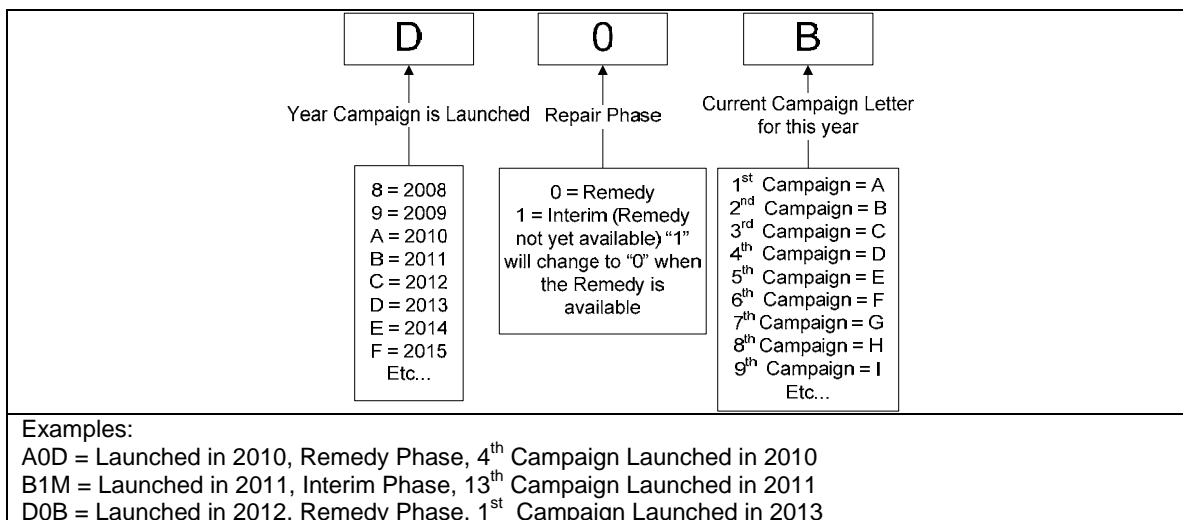 D 0 B
Year Campaign is Launched
Repair Phase
Current Campaign Letter
for this year
8 = 2008
9 = 2009
A = 2010
B = 2011
C = 2012
D = 2013
E = 2014
F = 2015
Etc...
0 = Remedy
1 = Interim (Remedy
not yet available) “1”
will change to “0” when
the Remedy is
available
1st Campaign = A
2nd Campaign = B
3rd Campaign = C
4th Campaign = D
5th Campaign = E
6th Campaign = F
7th Campaign = G
8th Campaign = H
9th Campaign = I
Etc...
Examples:
A0D = Launched in 2010, Remedy Phase, 4th Campaign Launched in 2010
B1M = Launched in 2011, Interim Phase, 13th Campaign Launched in 2011
D0B = Launched in 2012, Remedy Phase, 1st Campaign Launched in 2013